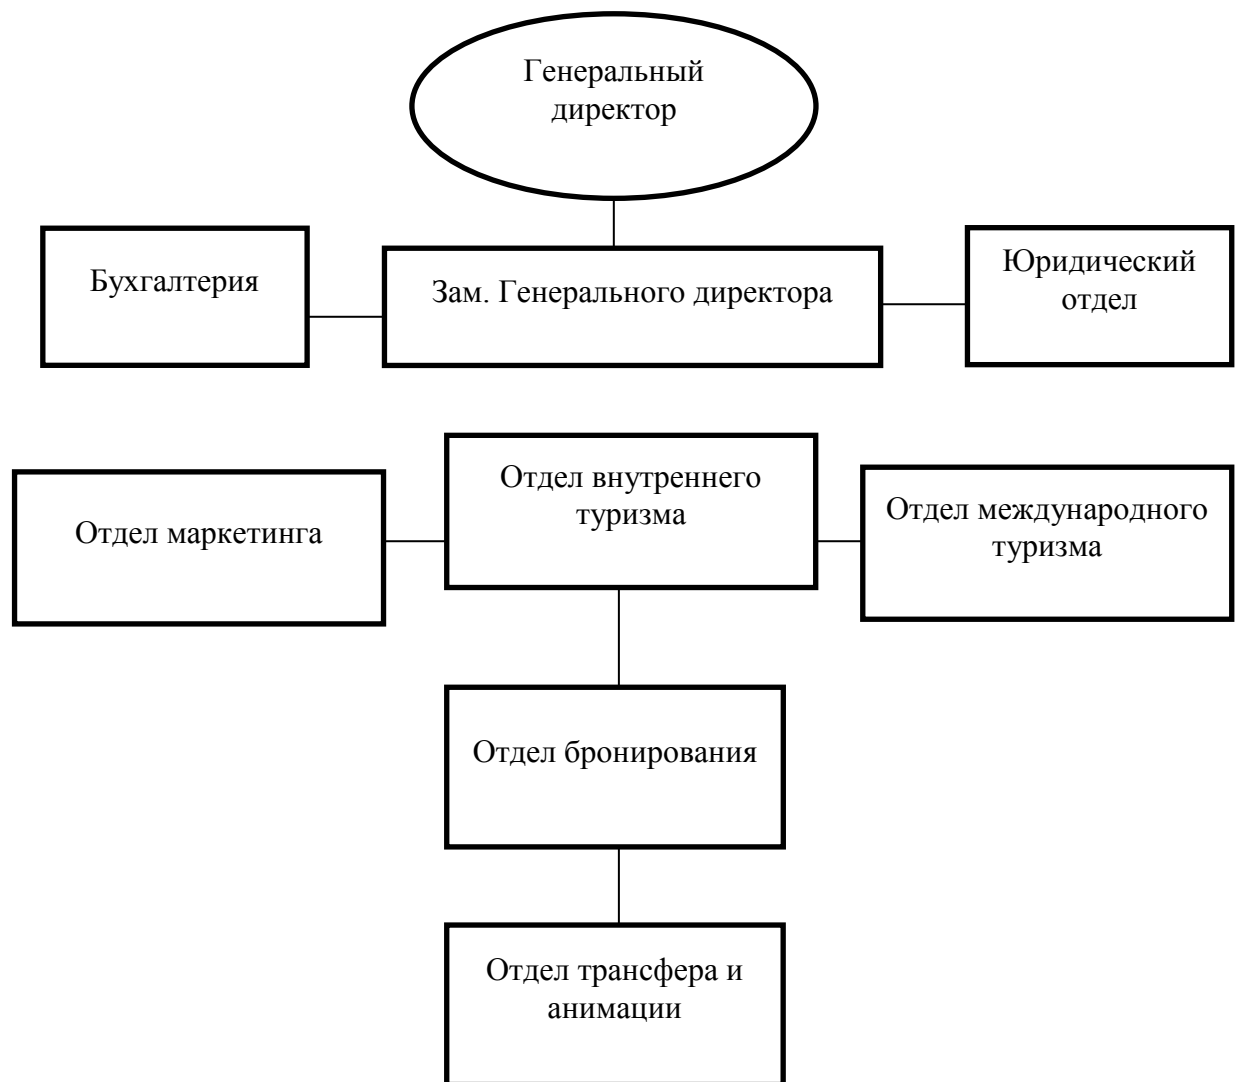 Генеральный
директор
Бухгалтерия
Зам. Генерального директора
Юридический
отдел
Отдел маркетинга
Отдел внутреннего
туризма
Отдел международного
туризма
Отдел бронирования
Отдел трансфера и
анимации